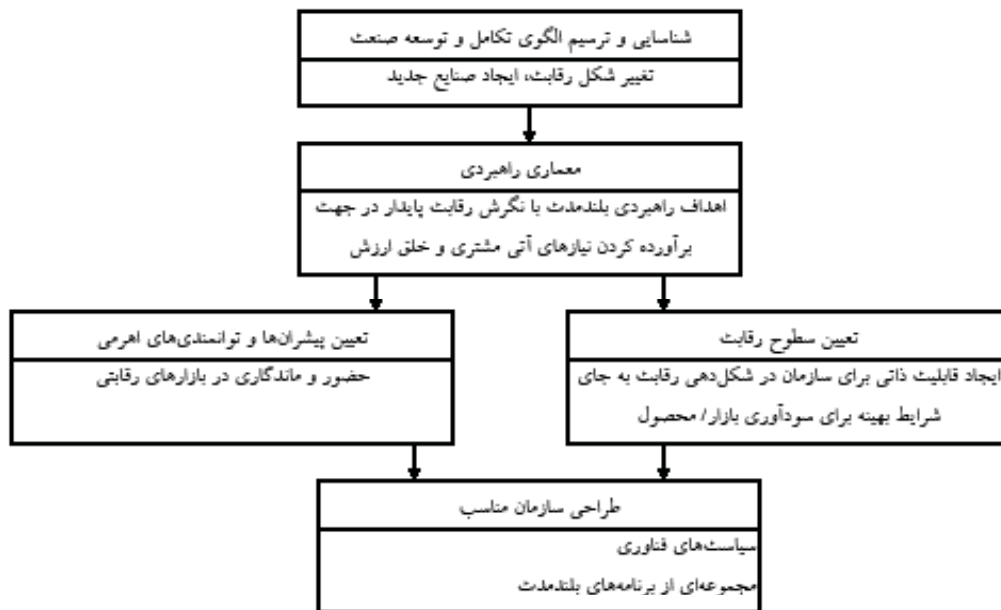 شناسایی و ترسیم الگوی تکامل و توسعه صنعت
تغییر شکل رقابت، ایجاد صنایع جدید
معماری راهبردی
اهداف راهبردی بلندمدت با نگرش رقابت پایدار در جهت
برآورده کردن نیازهای آتی مشتری و خلق ارزش
تعیین سطوح رقابت
ایجاد قابلیت ذاتی برای سازمان در شکل‌دهی رقابت به جای
شرایط بهینه برای سودآوری بازار/ محصول
تعیین پیشران‌ها و توانمندی‌های اهرمی
حضور و ماندگاری در بازارهای رقابتی
طراحی سازمان مناسب
سیاست‌های فناوری
مجموعه‌ای از برنامه‌های بلندمدت